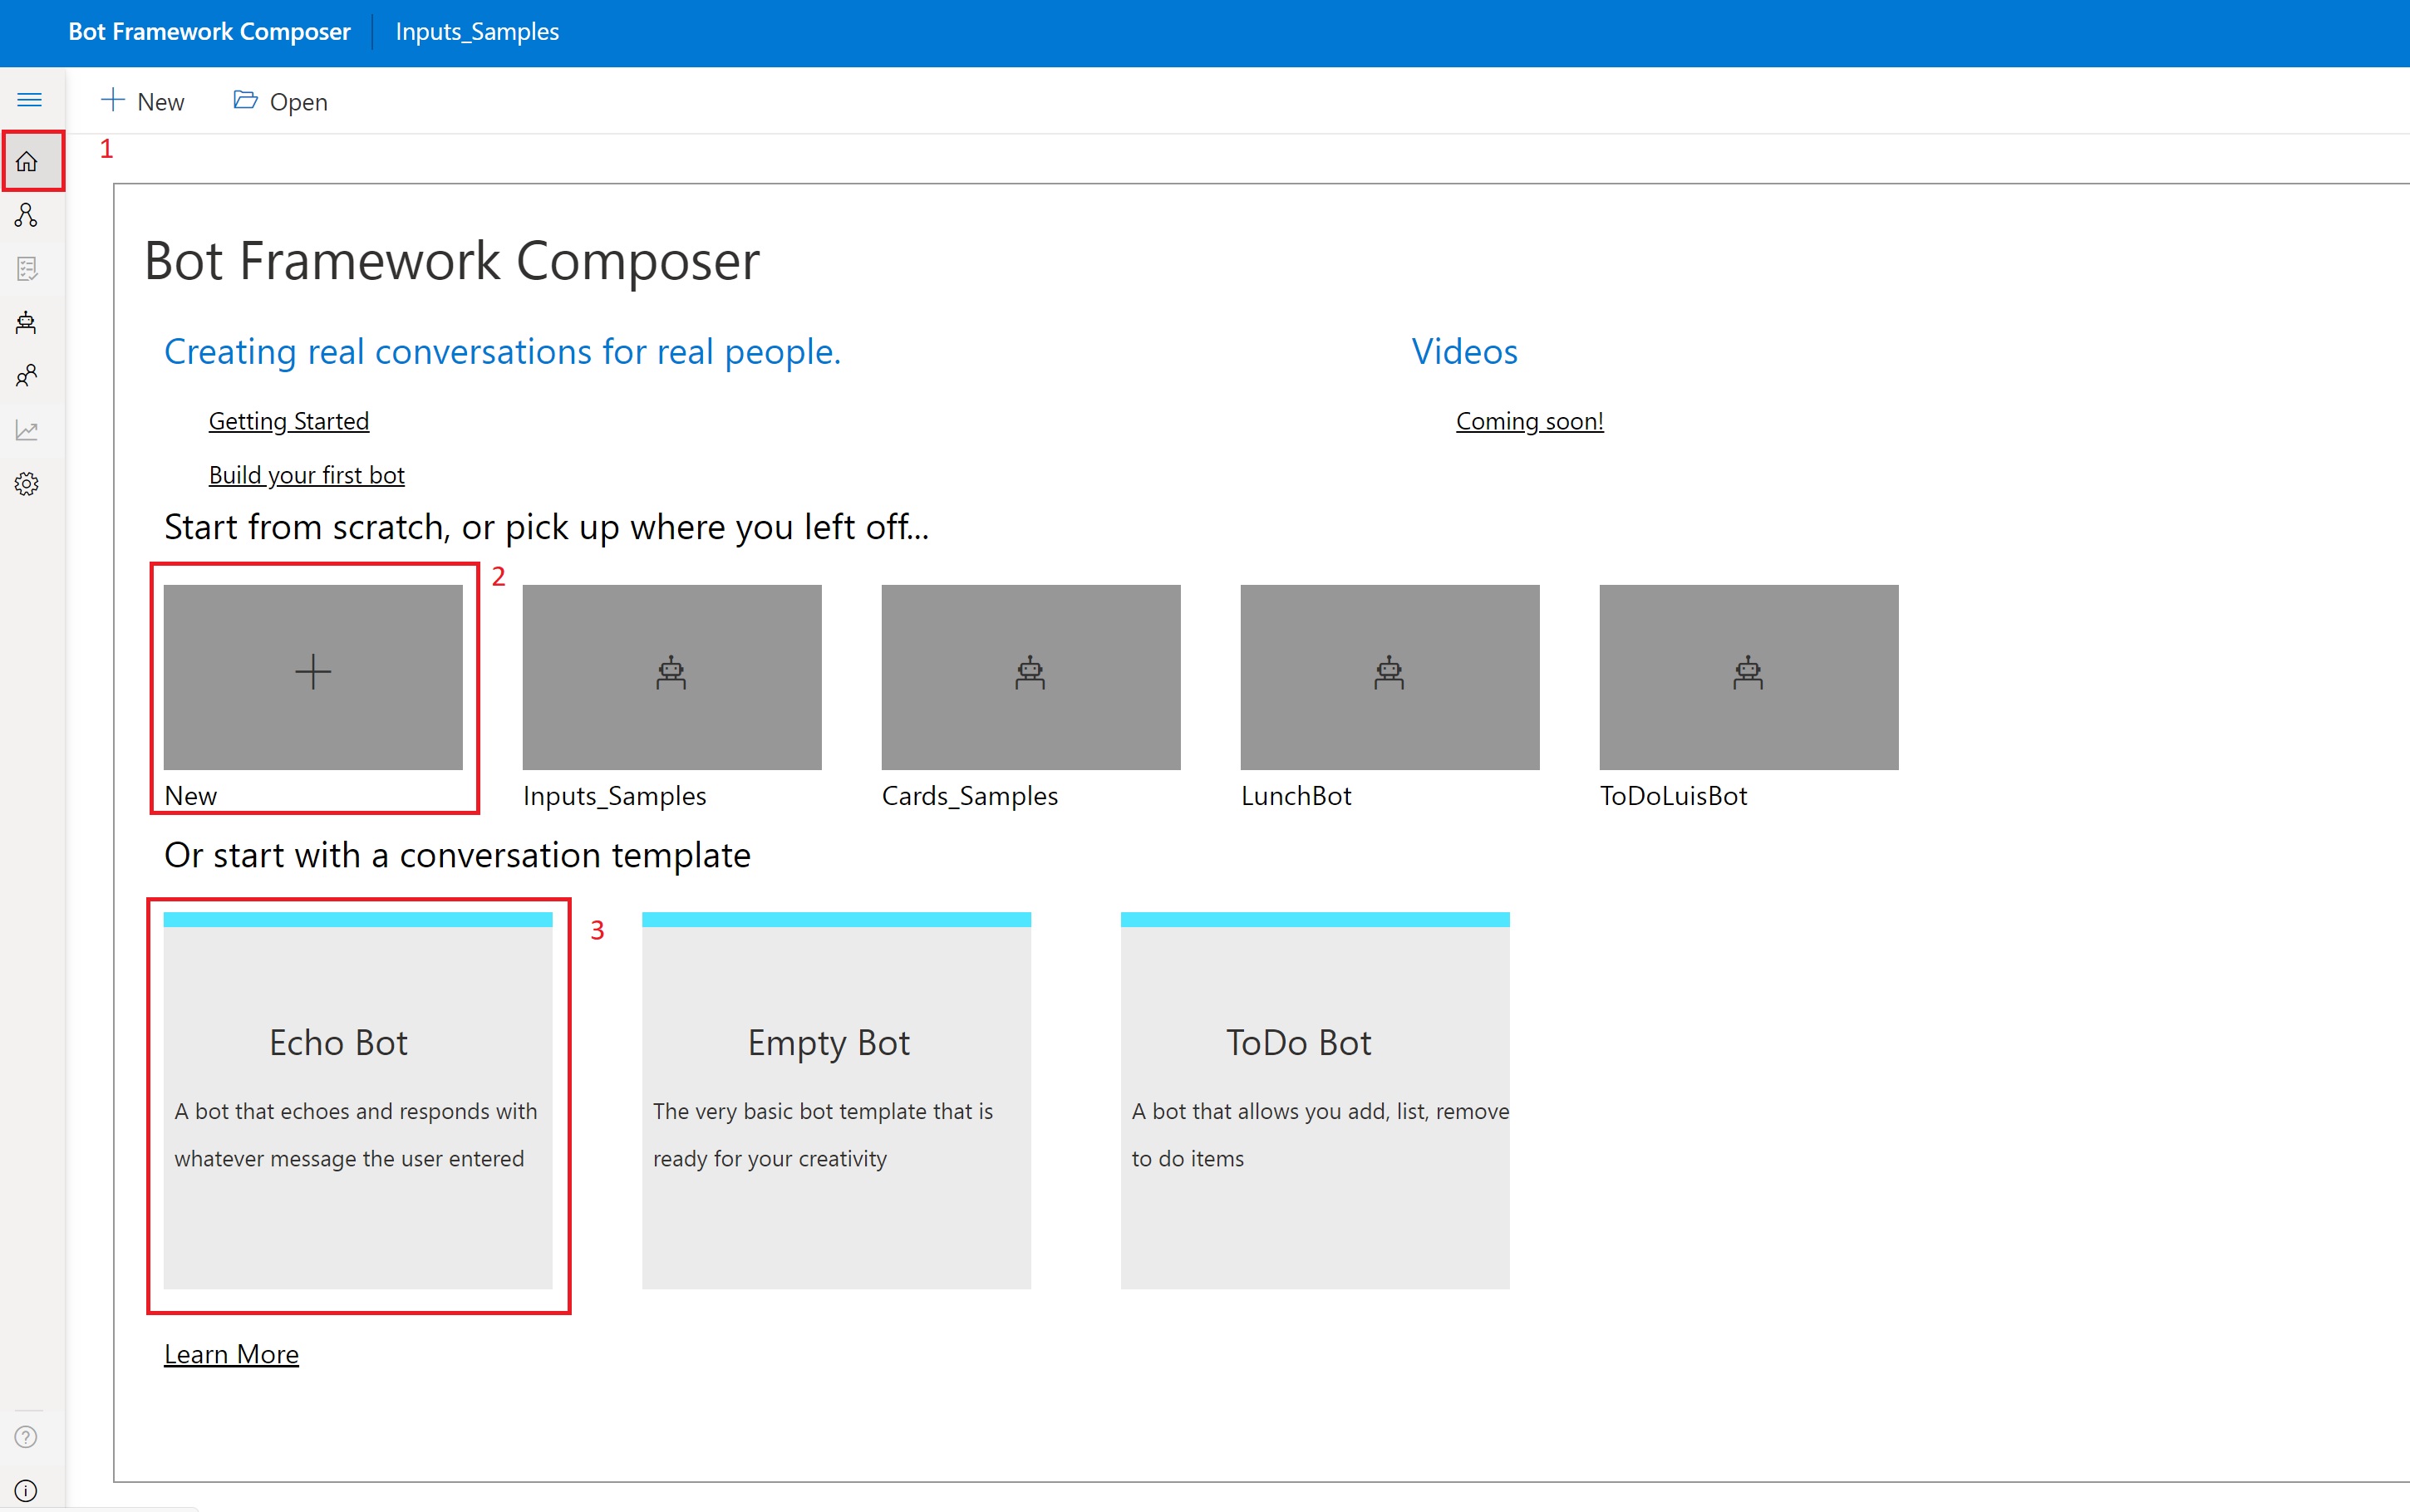 Bot Framework Composer Inputs_Samples
New Open
1
Bot Framework Composer
Creating real conversations for real people. Videos
Getting Started Coming soon!
Build your first bot
Start from scratch, or pick up where you left off...
2
New Inputs_Samples Cards_Samples LunchBot ToDoLuisBot
Or start with a conversation template
3
Echo Bot
A bot that echoes and responds with
whatever message the user entered
Empty Bot
The very basic bot template that is
ready for your creativity
ToDo Bot
A bot that allows you add, list, remove
to do items
Learn More